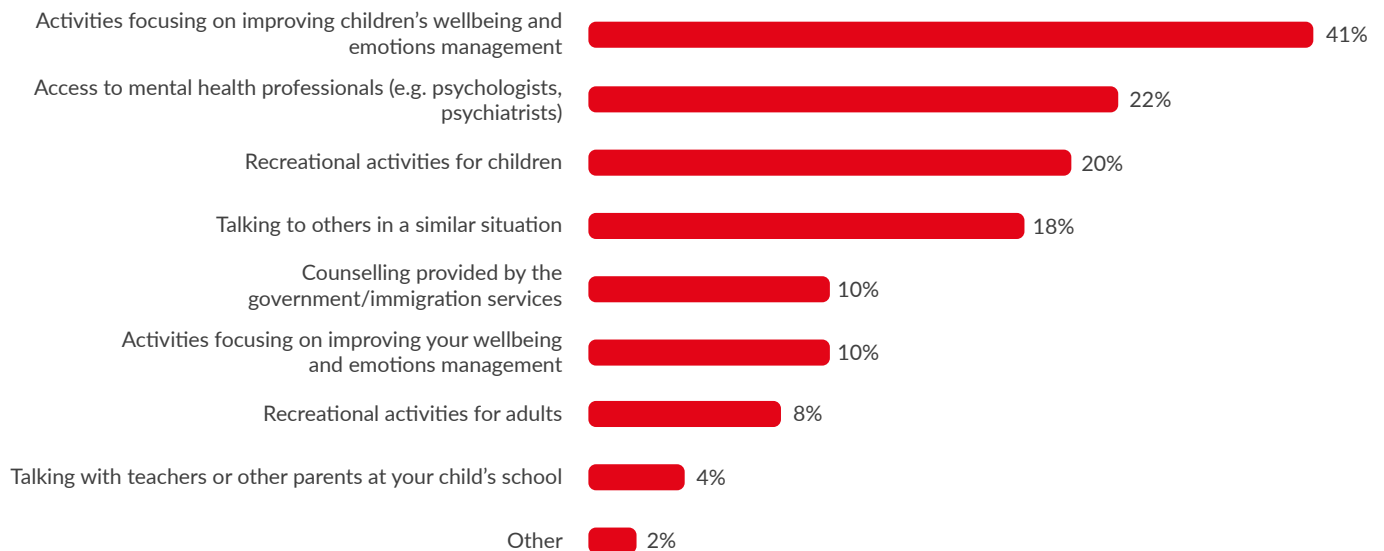 Activities focusing on improving children’s wellbeing and
emotions management
41%
Access to mental health professionals (e.g. psychologists,
psychiatrists)
22%
Recreational activities for children
20%
Talking to others in a similar situation
18%
Counselling provided by the
government/immigration services
10%
Activities focusing on improving your wellbeing
and emotions management
10%
Recreational activities for adults
8%
Talking with teachers or other parents at your child’s school
4%
Other
2%